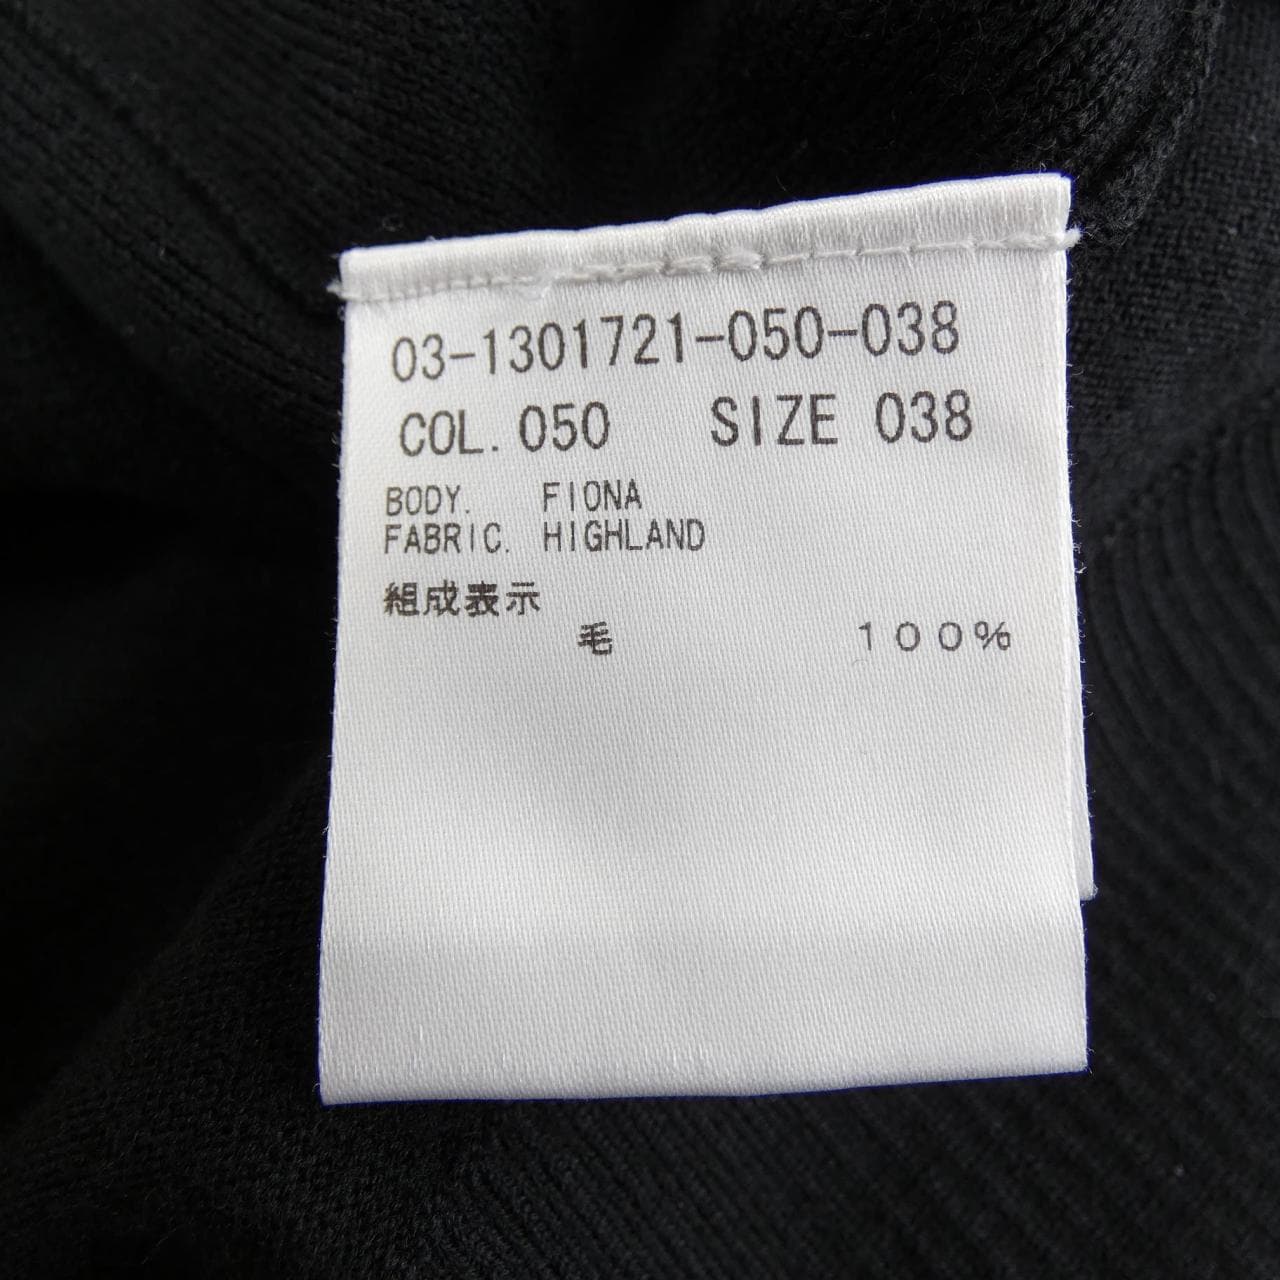 03-1301721-050-038
COL. 050 SIZE 038
BODY. FIONA
FABRIC. HIGHLAND
組成表示
毛 100%